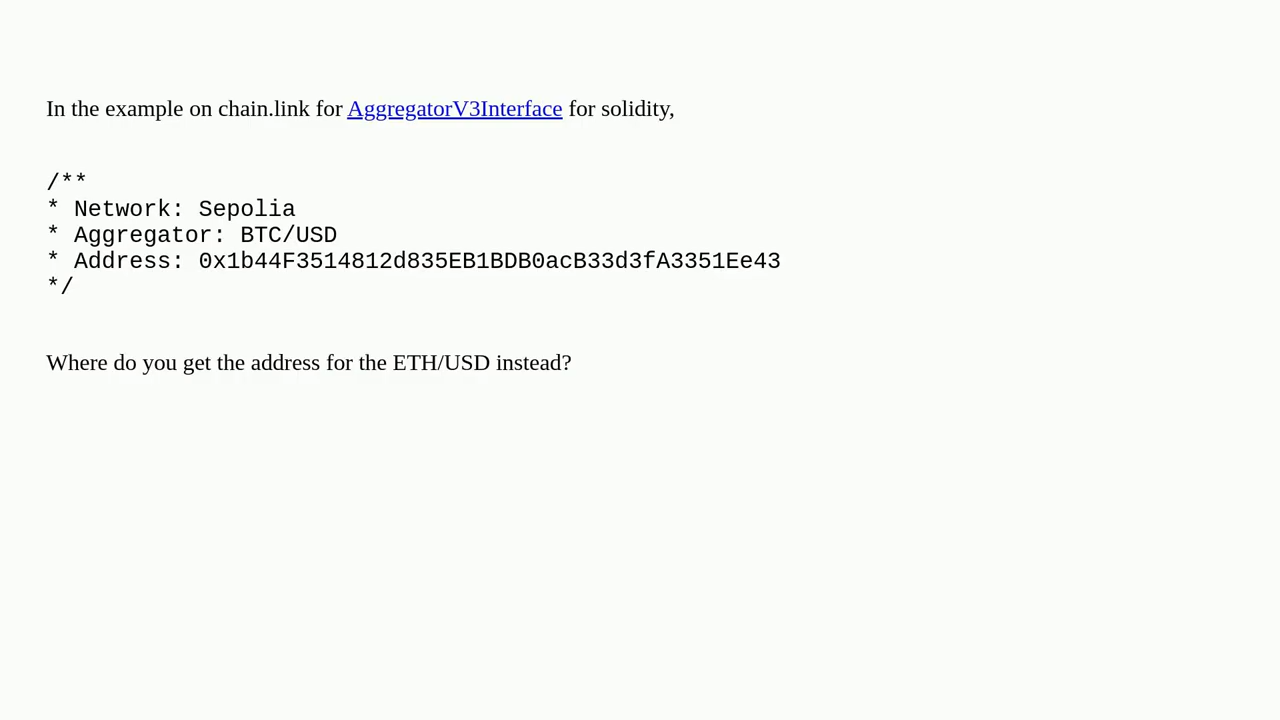 In the example on chain.link for AggregatorV3Interface for solidity,
/**
* Network: Sepolia
* Aggregator: BTC/USD
* Address: 0x1b44F3514812d835EB1BDB0acB33d3fA3351Ee43
*/
Where do you get the address for the ETH/USD instead?